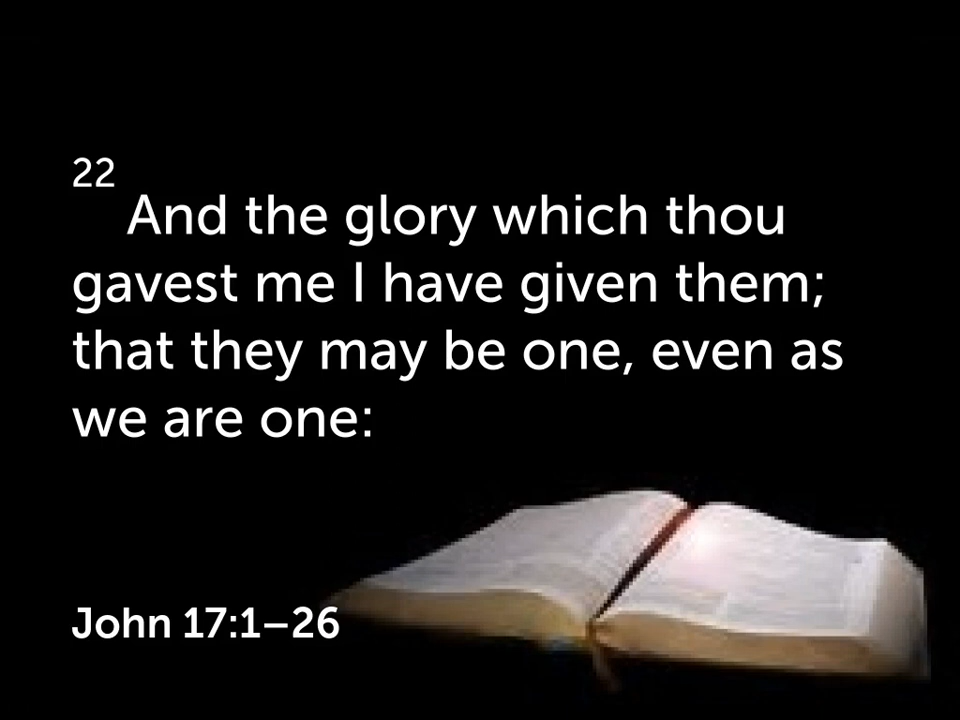 22
And the glory which thou
gavest me I have given them;
that they may be one, even as
we are one:
John 17:1–26